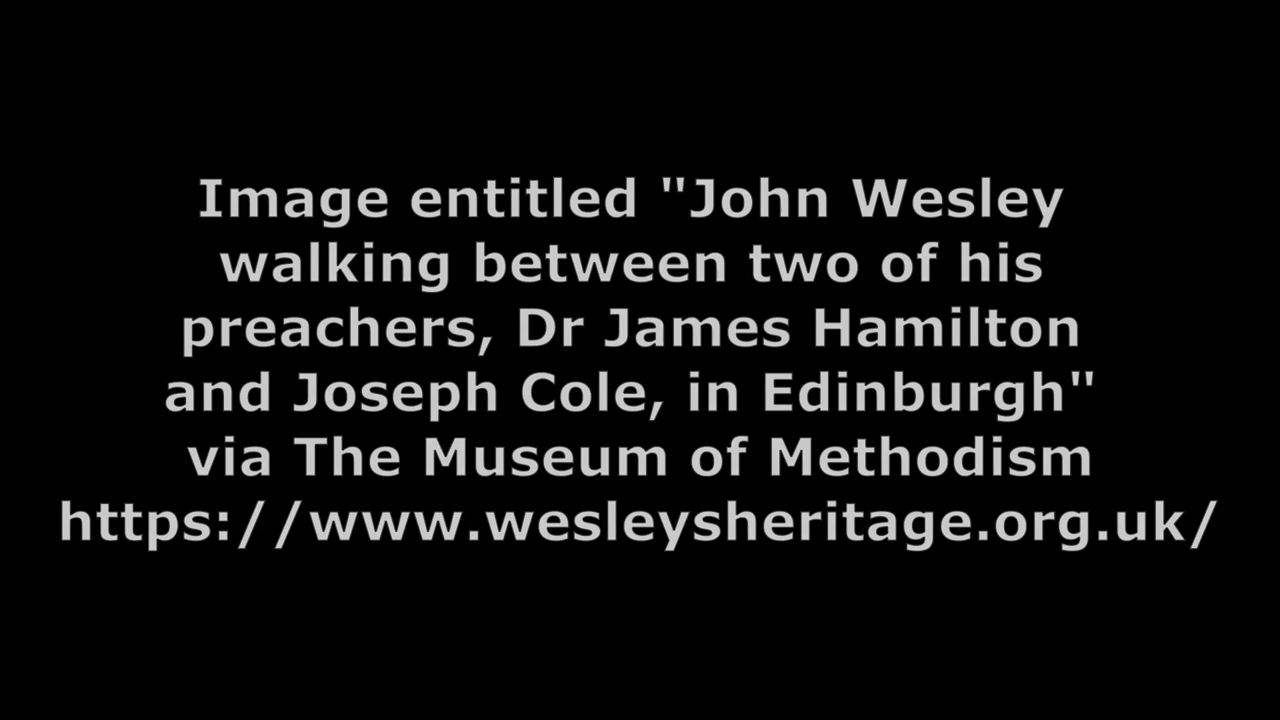 Image entitled "John Wesley
walking between two of his
preachers, Dr James Hamilton
and Joseph Cole, in Edinburgh"
via The Museum of Methodism
https://www.wesleysheritage.org.uk/